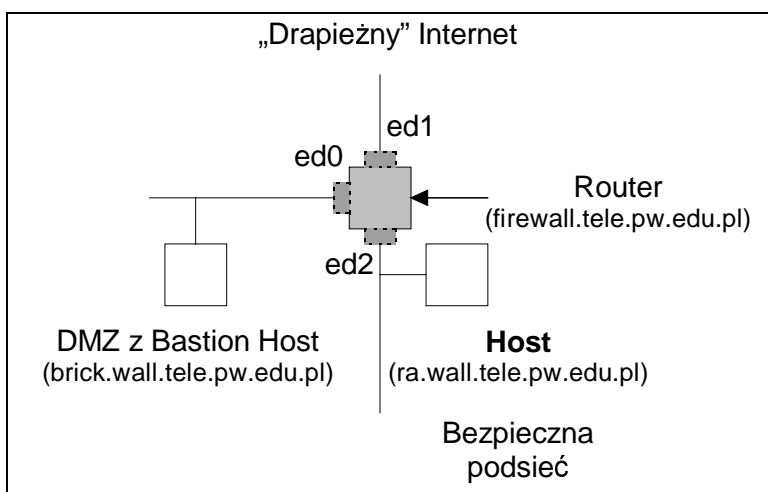 „Drapieżny” Internet
ed1
ed0
Router
(firewall.tele.pw.edu.pl)
ed2
DMZ z Bastion Host
(brick.wall.tele.pw.edu.pl)
Host
(ra.wall.tele.pw.edu.pl)
Bezpieczna
podsieć